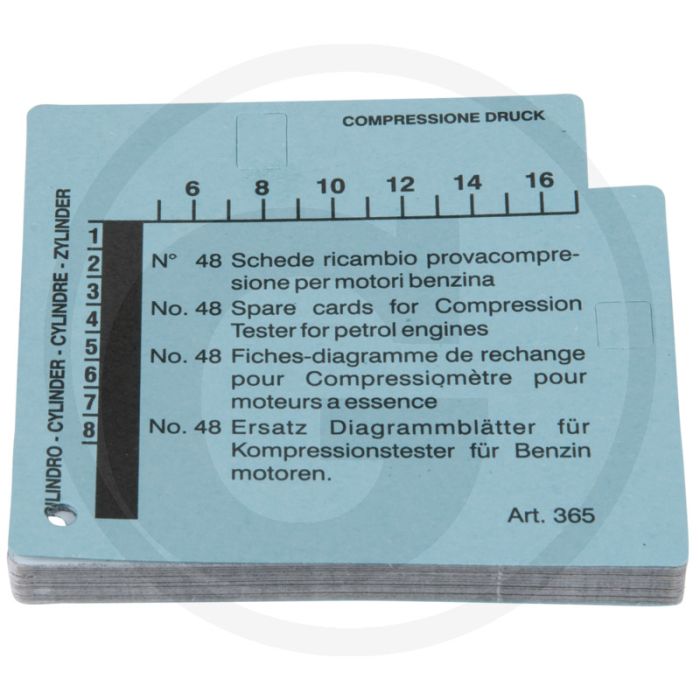 COMPRESSIONE DRUCK
6 8 10 12 14 16
CYLINDER - CYLINDRE - ZYLINDER
1
2
3
4
5
6
7
8
N° 48 Schede ricambio provacompre-
sione per motori benzina
No. 48 Spare cards for Compression
Tester for petrol engines
No. 48 Fiches-diagramme de rechange
pour Compressiomètre pour
moteurs a essence
No. 48 Ersatz Diagrammblätter für
Kompressionstester für Benzin
motoren.
Art. 365